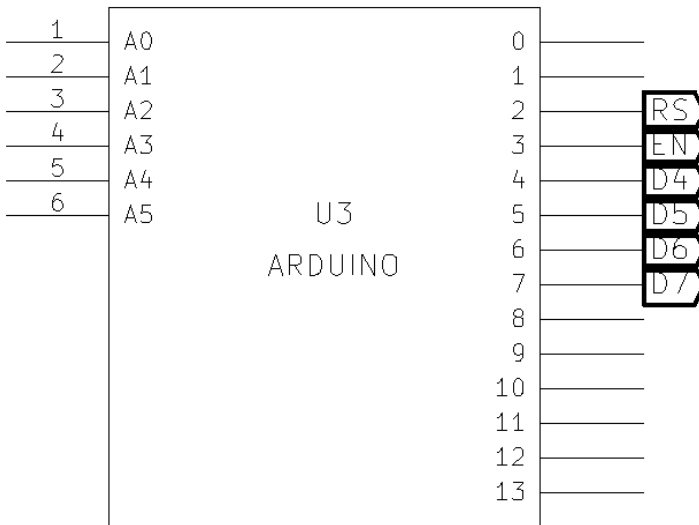 1 A0 0
2 A1 1
3 A2 2 RS
4 A3 3 EN
5 A4 4 D4
6 A5 5 D5
U3
6 D6
ARDUINO
7 D7
8
9
10
11
12
13